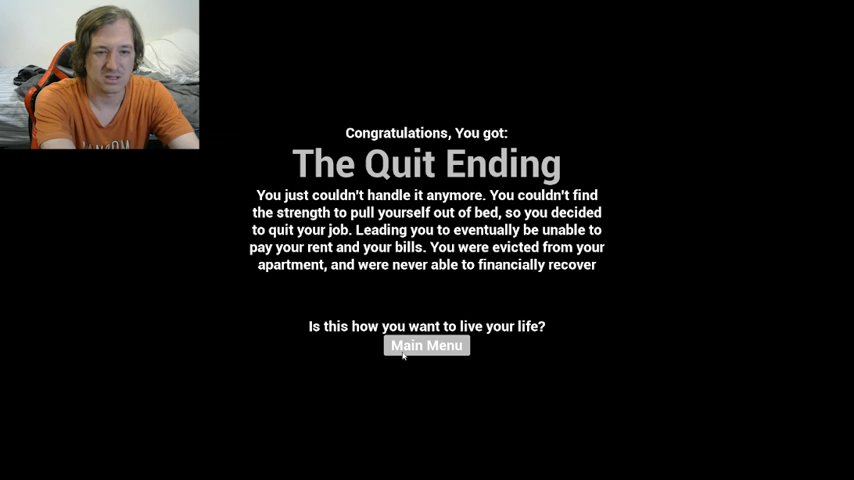 Congratulations, You got:
The Quit Ending
You just couldn't handle it anymore. You couldn't find
the strength to pull yourself out of bed, so you decided
to quit your job. Leading you to eventually be unable to
pay your rent and your bills. You were evicted from your
apartment, and were never able to financially recover
Is this how you want to live your life?
Main Menu